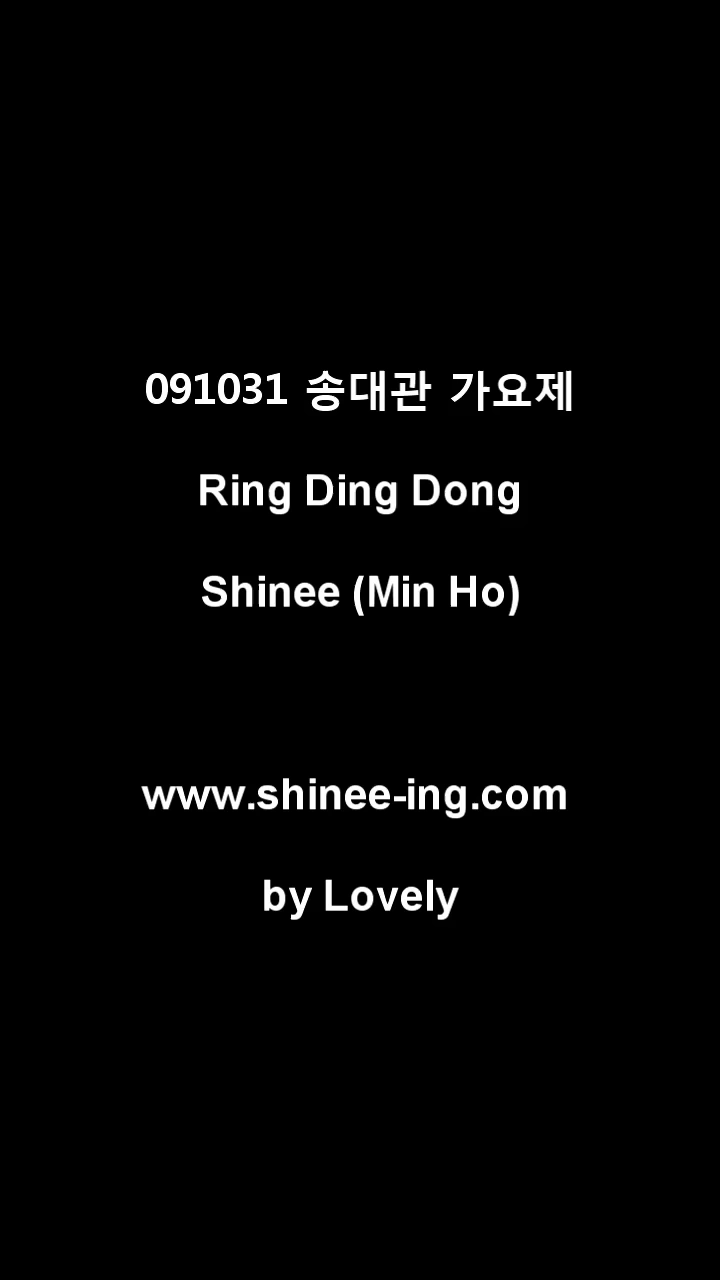 091031 송대관 가요제
Ring Ding Dong
Shinee (Min Ho)
www.shinee-ing.com
by Lovely